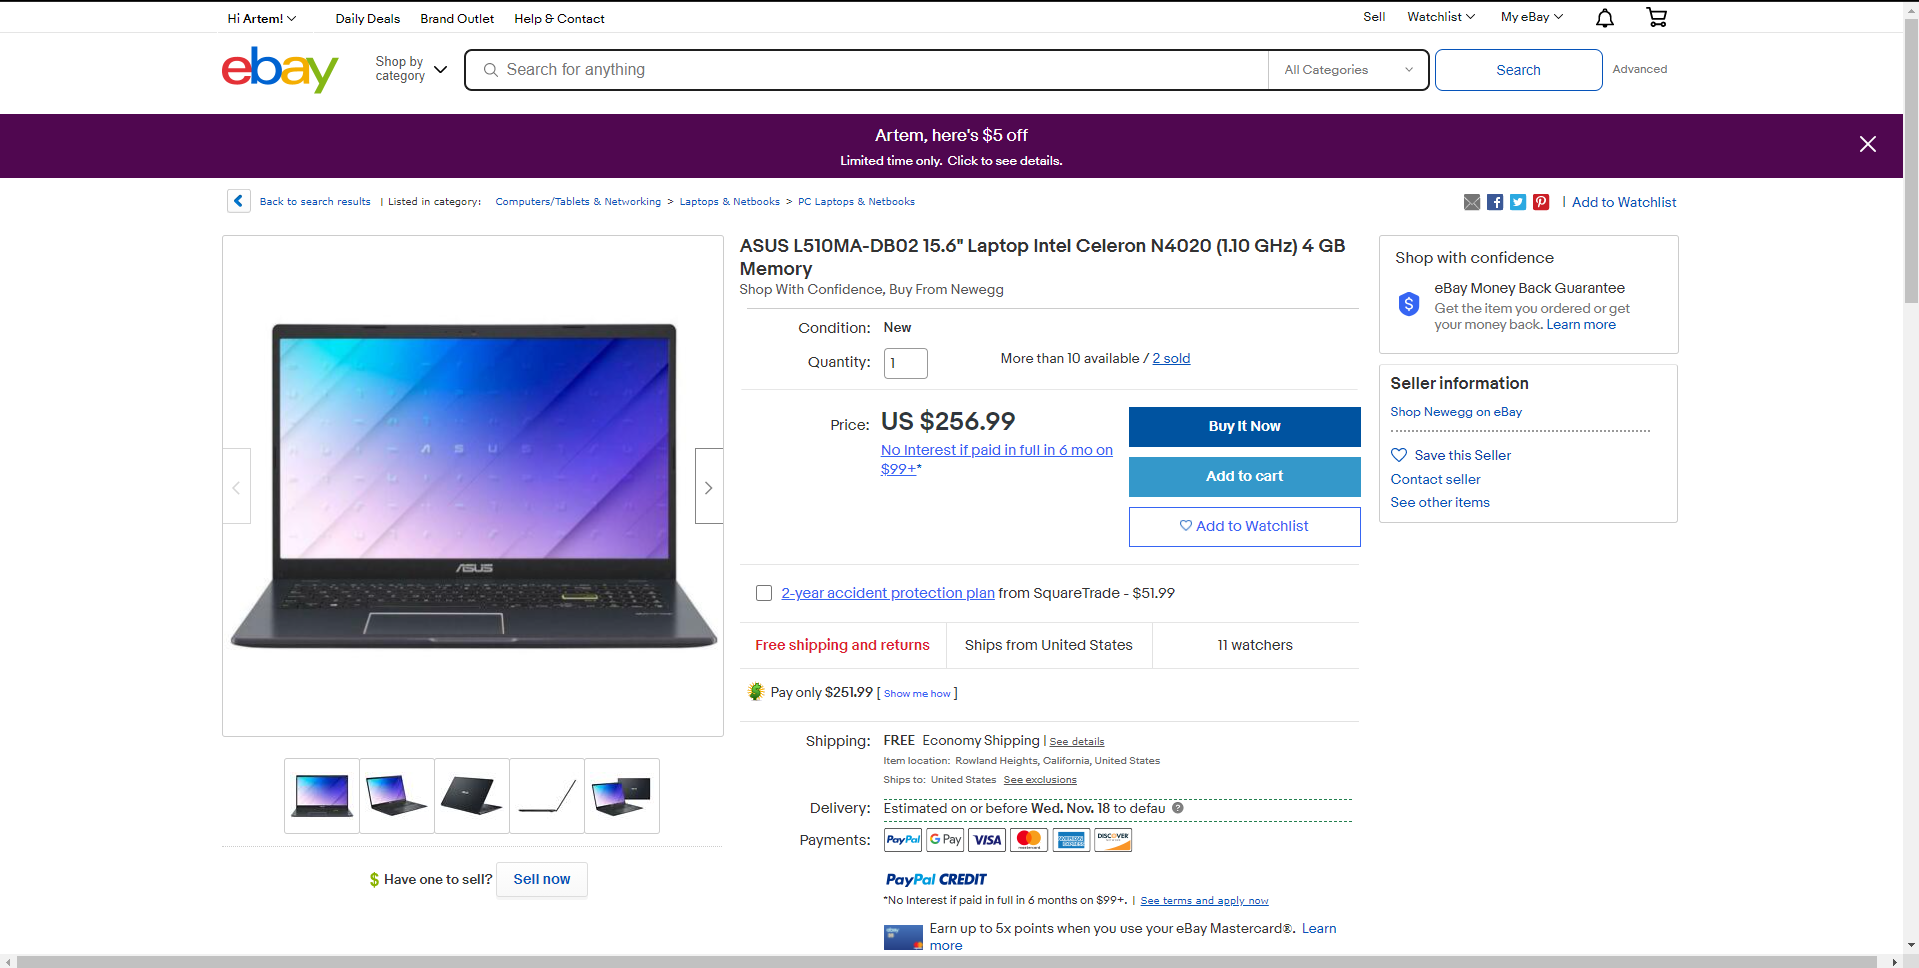 Hi Artem!
Daily Deals
Brand Outlet
Help & Contact
Sell
Watchlist
My eBay
ebay
Shop by
category
Search for anything
All Categories
Search
Advanced
Artem, here's $5 off
Limited time only. Click to see details.
Back to search results | Listed in category: Computers/Tablets & Networking > Laptops & Netbooks > PC Laptops & Netbooks
| Add to Watchlist
ASUS L510MA-DB02 15.6" Laptop Intel Celeron N4020 (1.10 GHz) 4 GB
Memory
Shop With Confidence, Buy From Newegg
Condition: New
Quantity: 1
More than 10 available / 2 sold
Price: US $256.99
No Interest if paid in full in 6 mo on
$99+*
Buy It Now
Add to cart
Add to Watchlist
2-year accident protection plan from SquareTrade - $51.99
Free shipping and returns
Ships from United States
11 watchers
Pay only $251.99 [ Show me how ]
Shipping: FREE Economy Shipping | See details
Item location: Rowland Heights, California, United States
Ships to: United States See exclusions
Delivery: Estimated on or before Wed. Nov. 18 to defau
Payments: PayPal G Pay VISA mastercard AMERICAN EXPRESS DISCOVER
PayPal CREDIT
*No Interest if paid in full in 6 months on $99+. | See terms and apply now
ebay
Earn up to 5x points when you use your eBay Mastercard®. Learn
more
Shop with confidence
eBay Money Back Guarantee
Get the item you ordered or get
your money back. Learn more
Seller information
Shop Newegg on eBay
Save this Seller
Contact seller
See other items
ASUS
ASUS
$ Have one to sell? Sell now